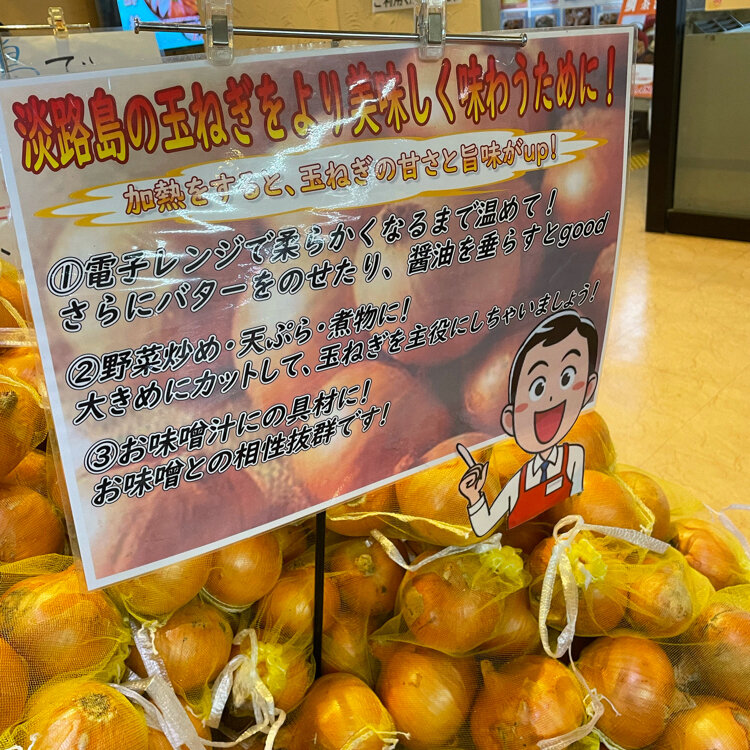 淡路島の玉ねぎをより美味しく味わうために!
加熱をすると、玉ねぎの甘さと旨味がup!
①電子レンジで柔らかくなるまで温めて!
さらにバターをのせたり、醤油を垂らすとgood
②野菜炒め・天ぷら・煮物に!
大きめにカットして、玉ねぎを主役にしちゃいましょう!
③お味噌汁にの具材に!
お味噌との相性抜群です!